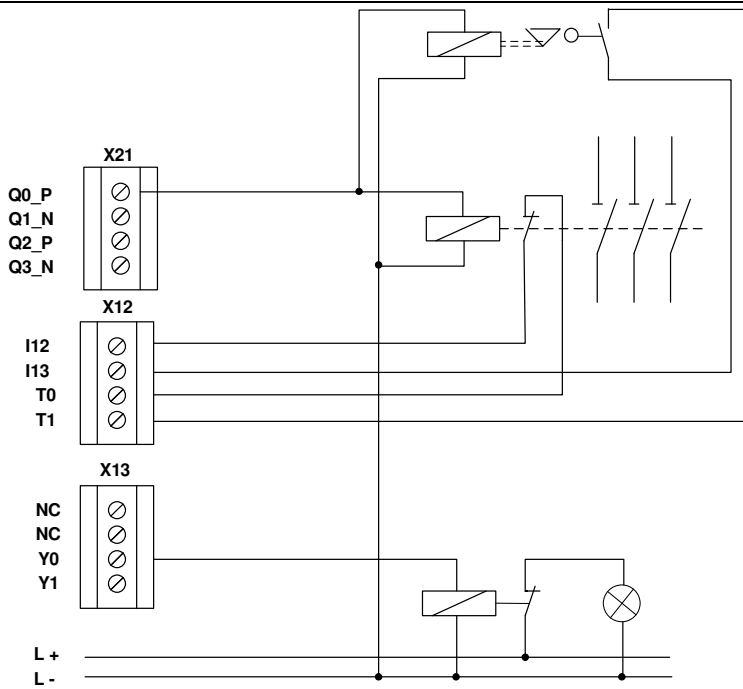 X21
Q0_P
Q1_N
Q2_P
Q3_N
X12
I12
I13
T0
T1
X13
NC
NC
Y0
Y1
L +
L -